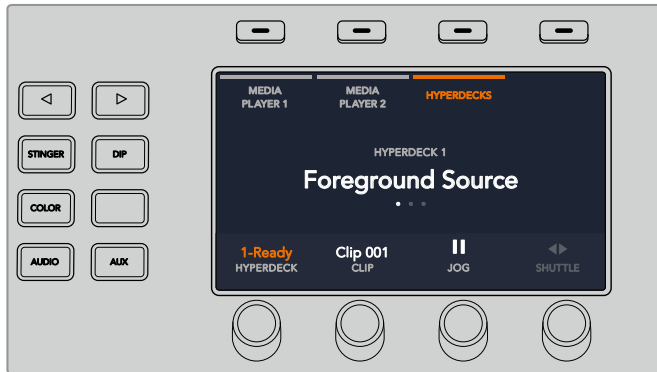 MEDIA
PLAYER 1
MEDIA
PLAYER 2
HYPERDECKS
STINGER
DIP
HYPERDECK 1
Foreground Source
COLOR
1-Ready
HYPERDECK
Clip 001
CLIP
JOG
SHUTTLE
AUDIO
AUX